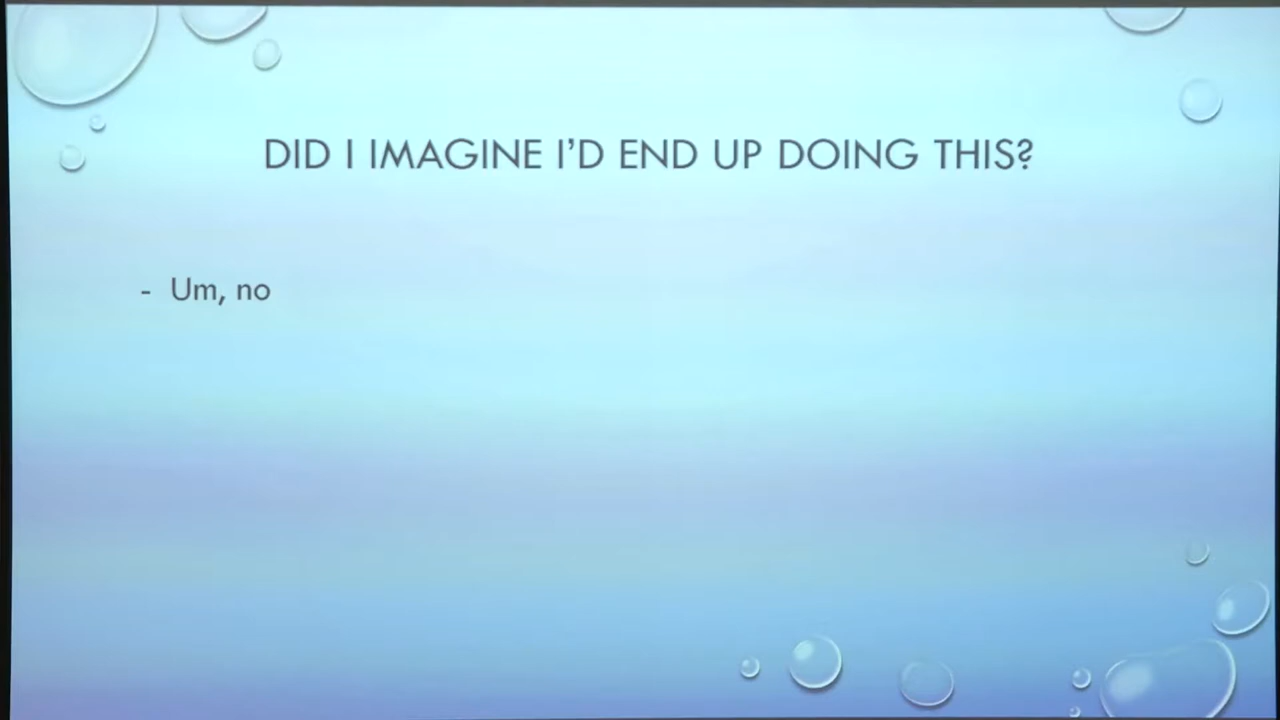 DID I IMAGINE I’D END UP DOING THIS?
- Um, no